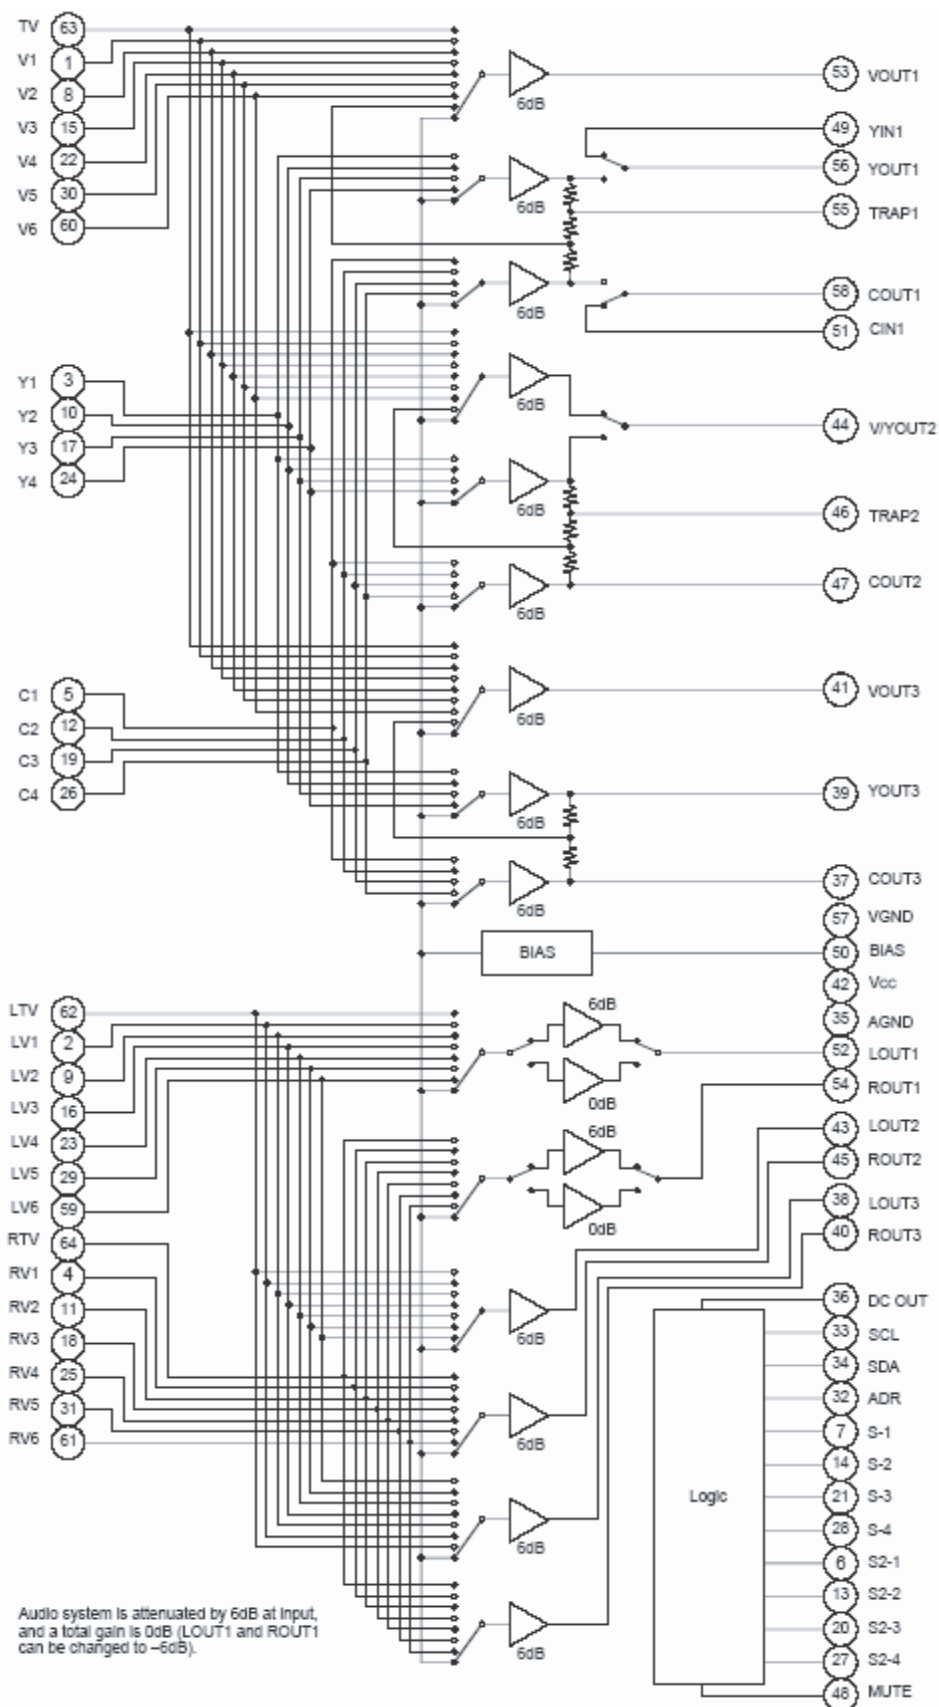 TV 63
V1 1
V2 8
V3 15
V4 22
V5 30
V6 60
Y1 3
Y2 10
Y3 17
Y4 24
C1 5
C2 12
C3 19
C4 26
LTV 62
LV1 2
LV2 9
LV3 16
LV4 23
LV5 29
LV6 59
RTV 64
RV1 4
RV2 11
RV3 18
RV4 25
RV5 31
RV6 61
6dB
6dB
6dB
6dB
6dB
6dB
6dB
6dB
6dB
BIAS
6dB
0dB
6dB
0dB
6dB
6dB
6dB
6dB
Logic
53 VOUT1
49 YIN1
56 YOUT1
55 TRAP1
58 COUT1
51 CIN1
44 V/YOUT2
46 TRAP2
47 COUT2
41 VOUT3
39 YOUT3
37 COUT3
57 VGND
50 BIAS
42 Vcc
35 AGND
52 LOUT1
54 ROUT1
43 LOUT2
45 ROUT2
38 LOUT3
40 ROUT3
36 DC OUT
33 SCL
34 SDA
32 ADR
7 S-1
14 S-2
21 S-3
28 S-4
6 S2-1
13 S2-2
20 S2-3
27 S2-4
48 MUTE
Audio system is attenuated by 6dB at input,
and a total gain is 0dB (LOUT1 and ROUT1
can be changed to –6dB).